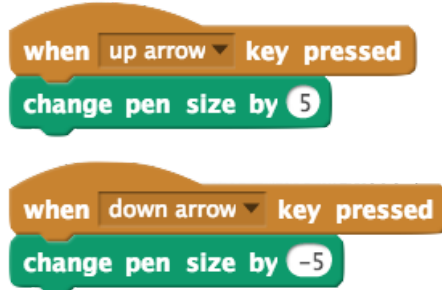 when up arrow key pressed
change pen size by 5
when down arrow key pressed
change pen size by -5